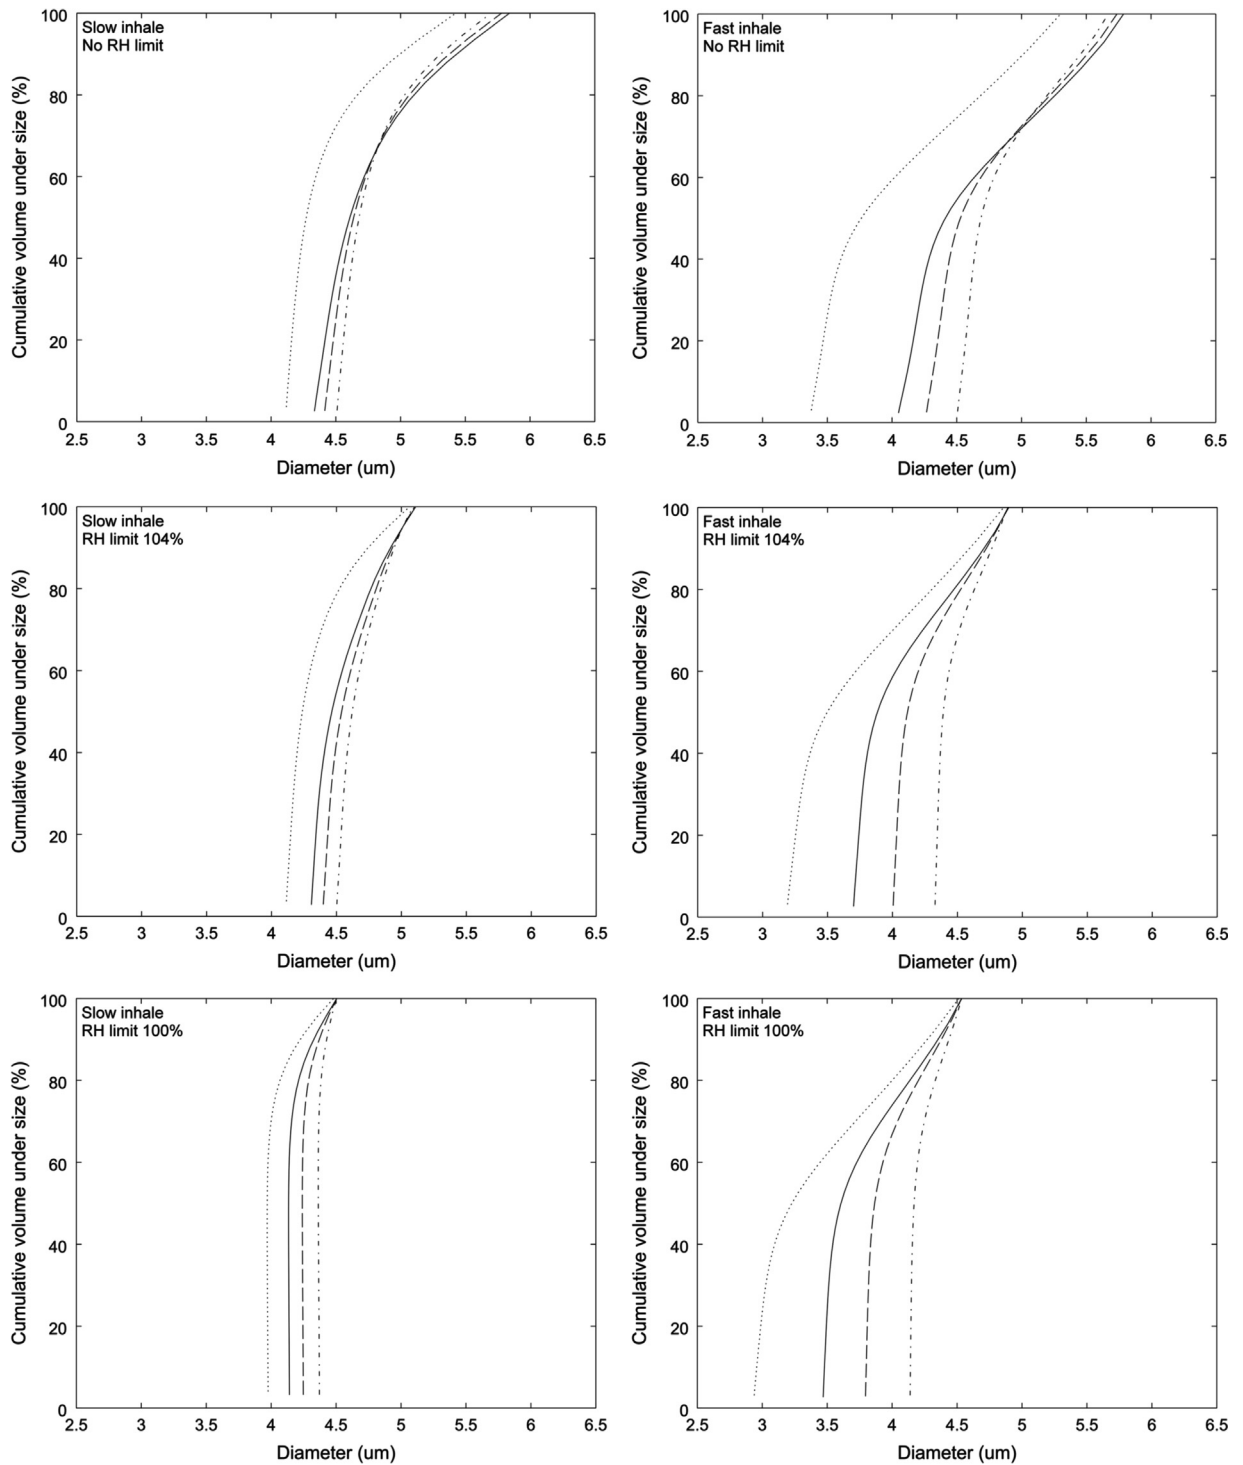 Slow inhale
No RH limit
Cumulative volume under size (%)
100
80
60
40
20
0
2.5 3 3.5 4 4.5 5 5.5 6 6.5
Diameter (um)
Fast inhale
No RH limit
Cumulative volume under size (%)
100
80
60
40
20
0
2.5 3 3.5 4 4.5 5 5.5 6 6.5
Diameter (um)
Slow inhale
RH limit 104%
Cumulative volume under size (%)
100
80
60
40
20
0
2.5 3 3.5 4 4.5 5 5.5 6 6.5
Diameter (um)
Fast inhale
RH limit 104%
Cumulative volume under size (%)
100
80
60
40
20
0
2.5 3 3.5 4 4.5 5 5.5 6 6.5
Diameter (um)
Slow inhale
RH limit 100%
Cumulative volume under size (%)
100
80
60
40
20
0
2.5 3 3.5 4 4.5 5 5.5 6 6.5
Diameter (um)
Fast inhale
RH limit 100%
Cumulative volume under size (%)
100
80
60
40
20
0
2.5 3 3.5 4 4.5 5 5.5 6 6.5
Diameter (um)